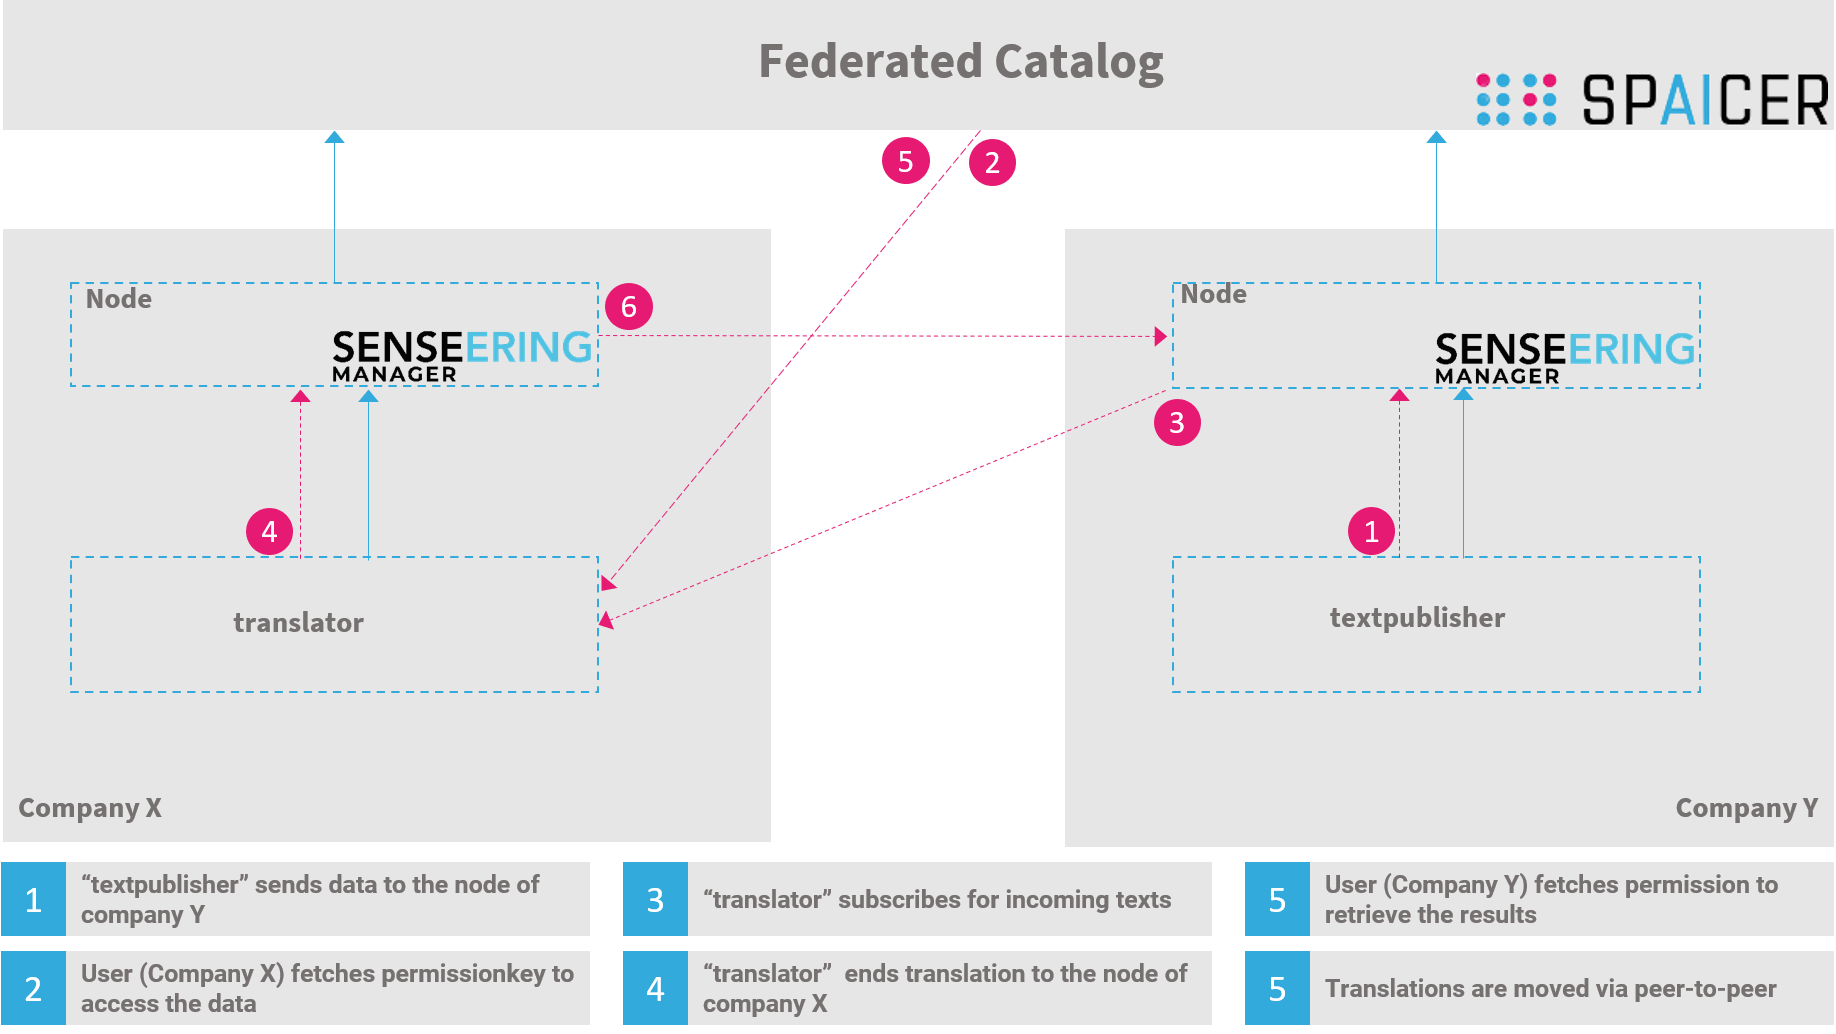 Federated Catalog
SPAICER
5
2
Node
6
SENSEERING
MANAGER
Node
SENSEERING
MANAGER
3
4
1
translator
textpublisher
Company X
Company Y
1
“textpublisher” sends data to the node of
company Y
3
“translator” subscribes for incoming texts
5
User (Company Y) fetches permission to
retrieve the results
2
User (Company X) fetches permissionkey to
access the data
4
“translator”  ends translation to the node of
company X
5
Translations are moved via peer-to-peer